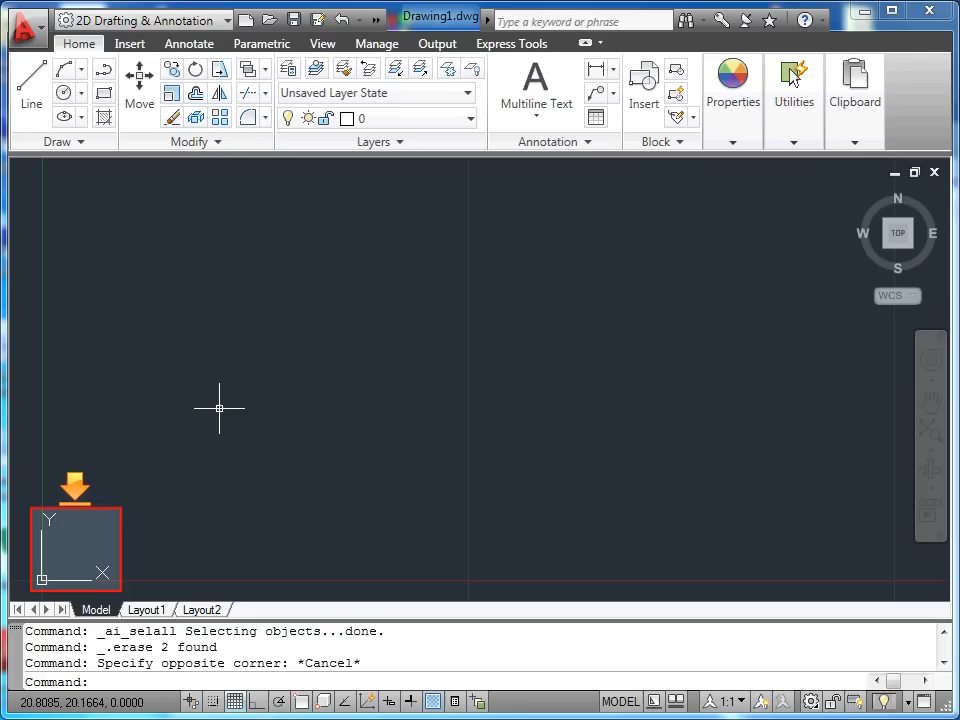 2D Drafting & Annotation
Drawing1.dwg
Type a keyword or phrase
Home Insert Annotate Parametric View Manage Output Express Tools
Line
Move
Unsaved Layer State
0
Multiline Text
Insert
Properties
Utilities
Clipboard
Draw
Modify
Layers
Annotation
Block
N
W TOP E
S
WCS
Y
X
Model Layout1 Layout2
Command: _ai_selall Selecting objects...done.
Command: _.erase 2 found
Command: Specify opposite corner: *Cancel*
Command:
20.8085, 20.1664, 0.0000
MODEL
1:1